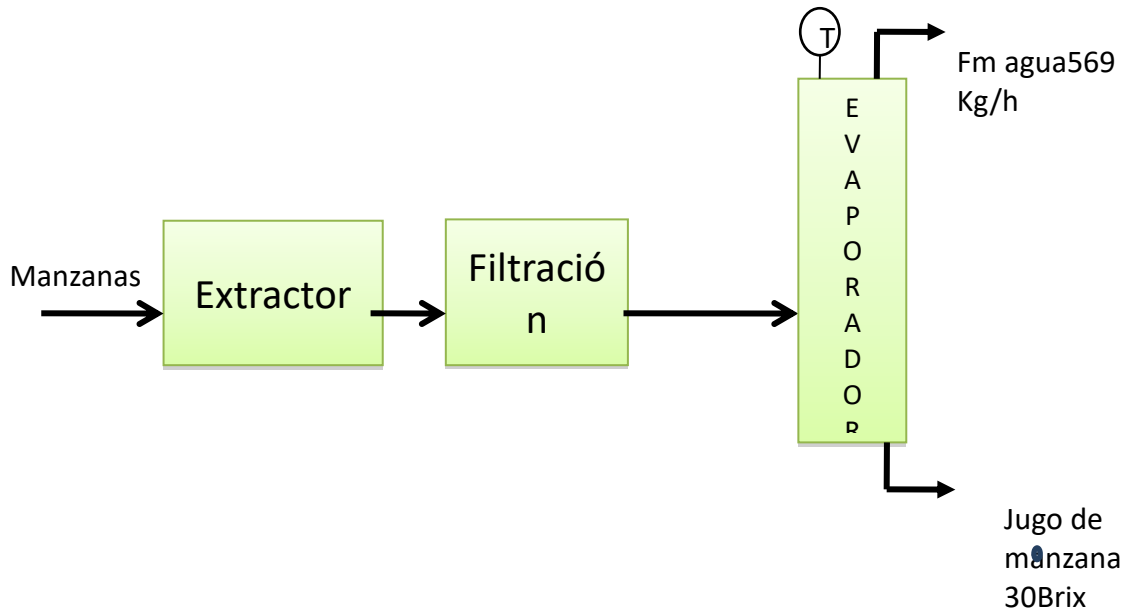 T
Fm agua569
Kg/h
E
V
A
P
O
R
A
D
O
R
Manzanas
Extractor
Filtració
n
Jugo de
manzana
30Brix